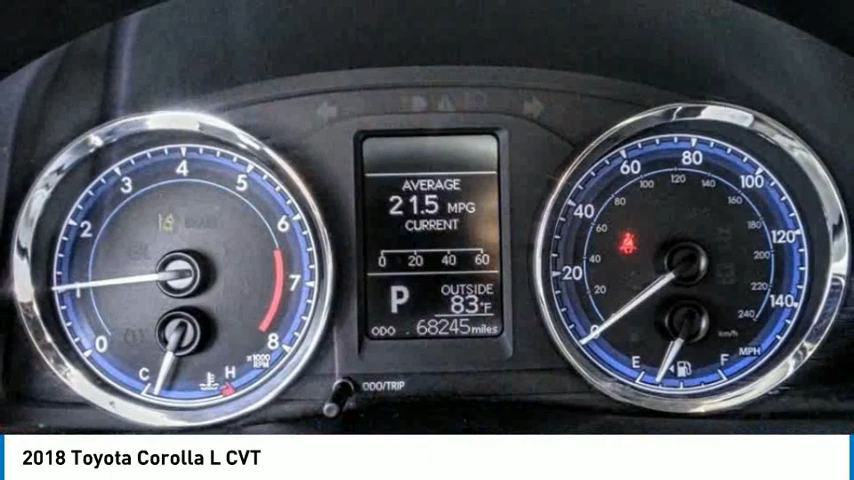 0 1 2 3 4 5 6 7 8
x1000
RPM
C H
AVERAGE
21.5 MPG
CURRENT
0 20 40 60
P
OUTSIDE
83°F
ODO 68245 miles
ODO/TRIP
0 20 40 60 80 100 120 140
20 40 60 80 100 120 140 160 180 200 220 240
km/h
MPH
E F
2018 Toyota Corolla L CVT